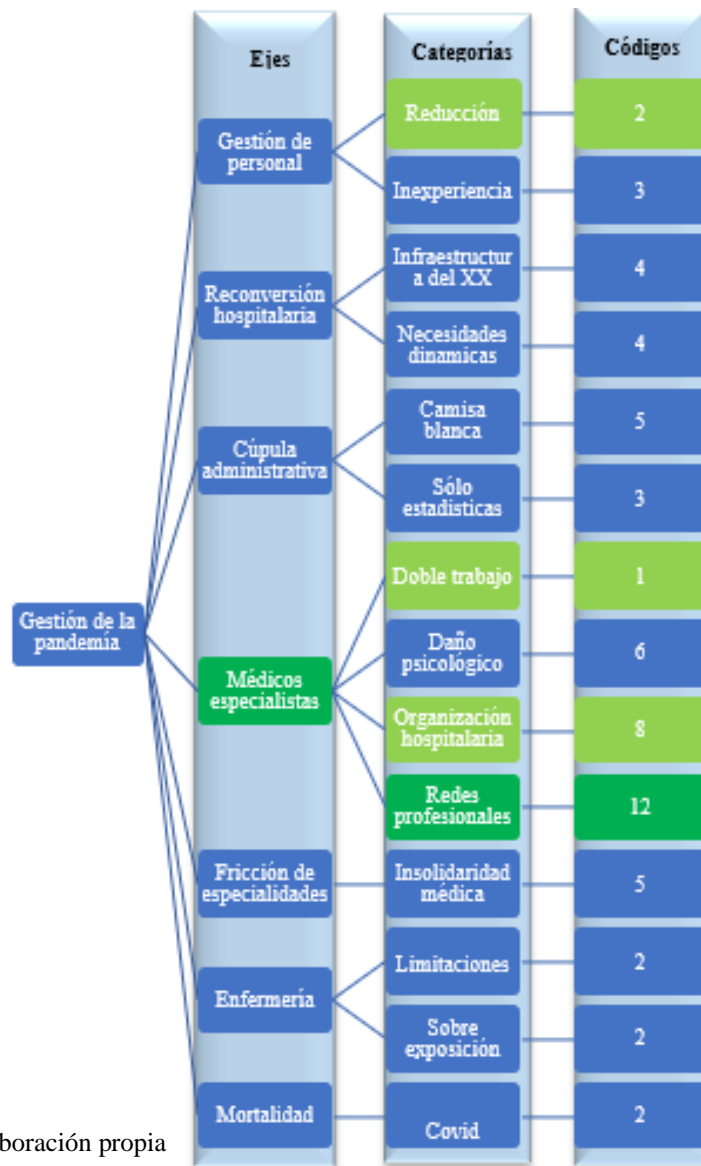 Ejes
Categorías
Códigos
Gestión de
personal
Reducción
2
Inexperiencia
3
Reconversión
hospitalaria
Infraestructur
a del XX
4
Necesidades
dinamicas
4
Cúpula
administrativa
Camisa
blanca
5
Sólo
estadisticas
3
Gestión de la
pandemía
Médicos
especialistas
Doble trabajo
1
Daño
psicológico
6
Organización
hospitalaria
8
Redes
profesionales
12
Fricción de
especialidades
Insolidaridad
médica
5
Enfermería
Limitaciones
2
Sobre
exposición
2
Mortalidad
Covid
2
boración propia